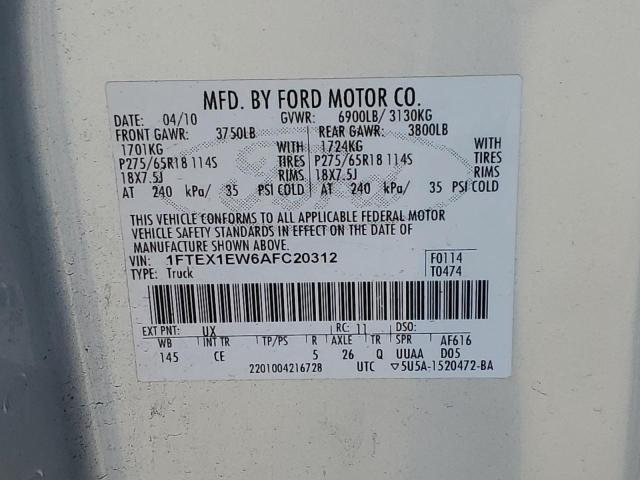 MFD. BY FORD MOTOR CO.
DATE: 04/10 GVWR: 6900LB/ 3130KG
FRONT GAWR: 3750LB REAR GAWR: 3800LB
1701KG WITH 1724KG WITH
P275/65R18 114S TIRES P275/65R18 114S TIRES
18X7.5J RIMS 18X7.5J RIMS
AT 240 kPa/ 35 PSI COLD AT 240 kPa/ 35 PSI COLD
THIS VEHICLE CONFORMS TO ALL APPLICABLE FEDERAL MOTOR
VEHICLE SAFETY STANDARDS IN EFFECT ON THE DATE OF
MANUFACTURE SHOWN ABOVE.
VIN: 1FTEX1EW6AFC20312 F0114
TYPE: Truck T0474
EXT PNT: UX RC: 11 DSO:
WB INT TR TP/PS R AXLE TR SPR AF616
145 CE 5 26 Q UUAA D05
2201004216728 UTC ▽5U5A-1520472-BA
Ford